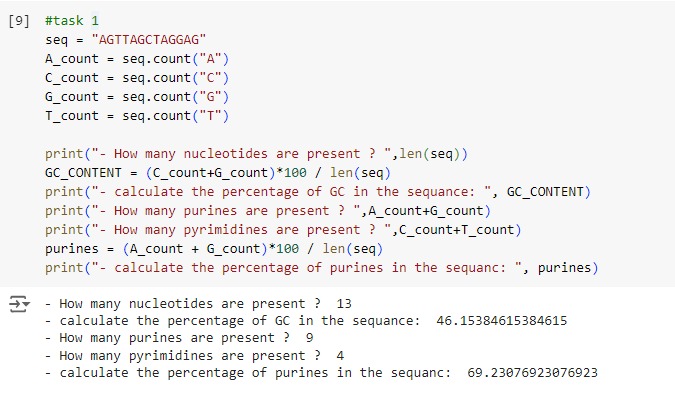 [9] #task 1
seq = "AGTTAGCTAGGAG"
A_count = seq.count("A")
C_count = seq.count("C")
G_count = seq.count("G")
T_count = seq.count("T")
print("- How many nucleotides are present ? ",len(seq))
GC_CONTENT = (C_count+G_count)*100 / len(seq)
print("- calculate the percentage of GC in the sequance: ", GC_CONTENT)
print("- How many purines are present ? ",A_count+G_count)
print("- How many pyrimidines are present ? ",C_count+T_count)
purines = (A_count + G_count)*100 / len(seq)
print("- calculate the percentage of purines in the sequanc: ", purines)
- How many nucleotides are present ?  13
- calculate the percentage of GC in the sequance:  46.15384615384615
- How many purines are present ?  9
- How many pyrimidines are present ?  4
- calculate the percentage of purines in the sequanc:  69.23076923076923